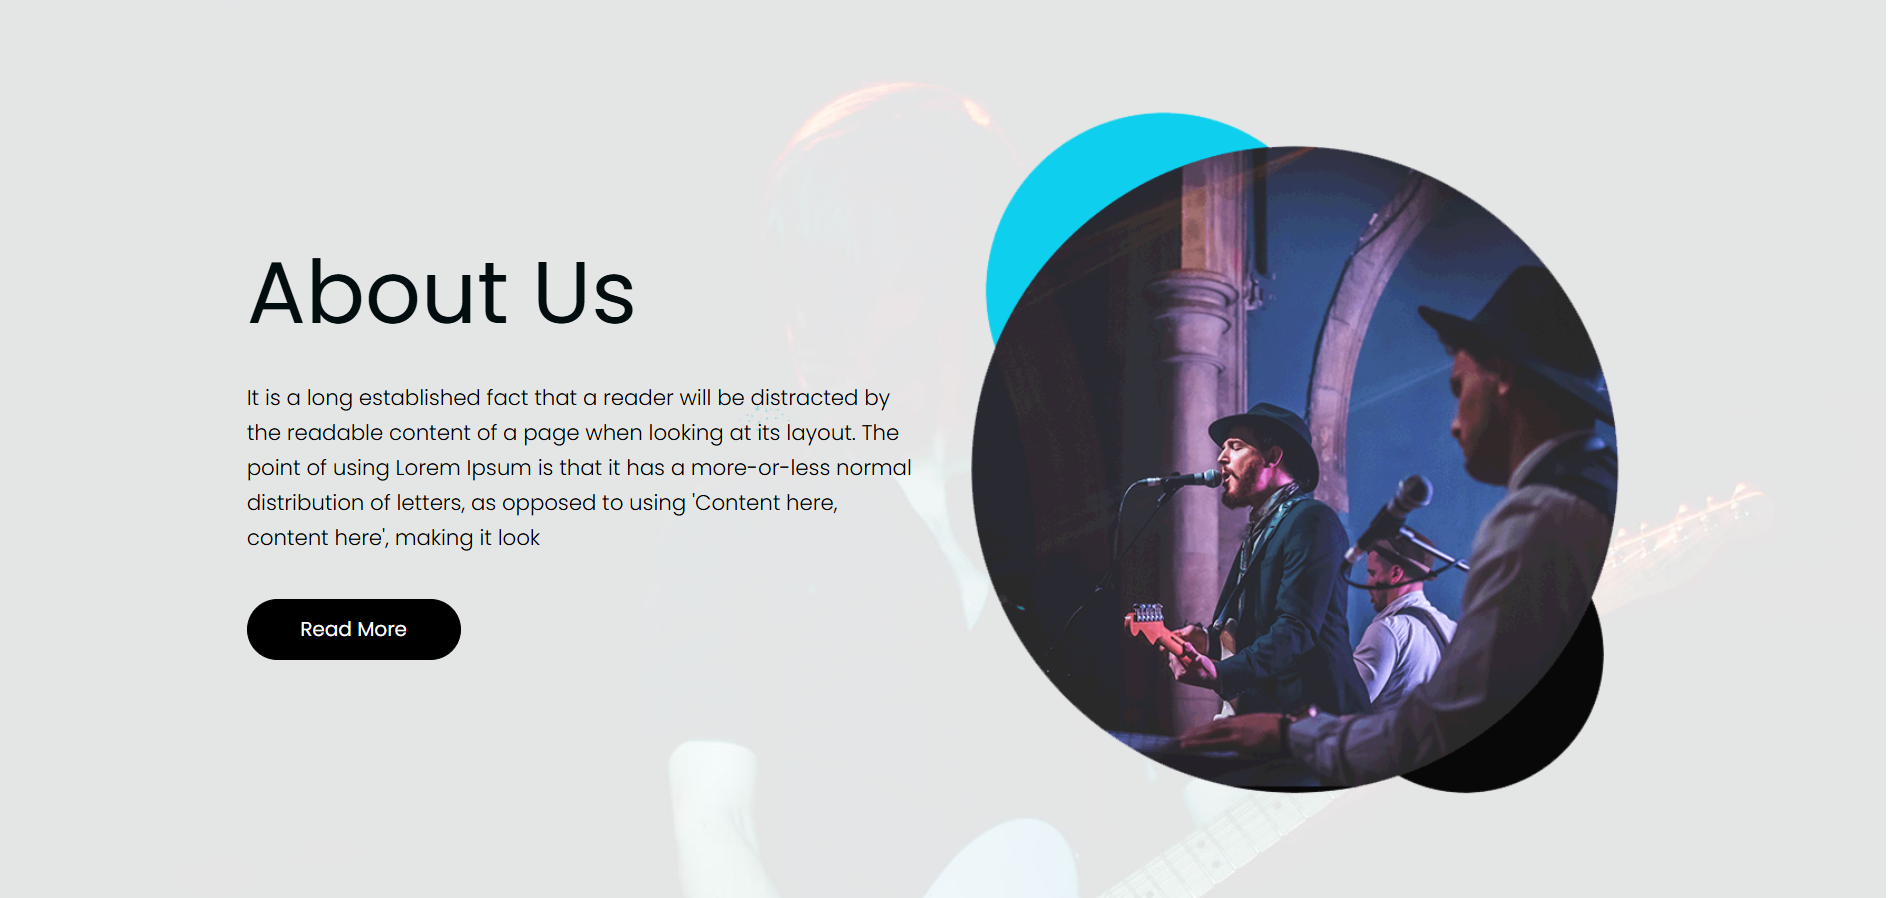 About Us
It is a long established fact that a reader will be distracted by
the readable content of a page when looking at its layout. The
point of using Lorem Ipsum is that it has a more-or-less normal
distribution of letters, as opposed to using 'Content here,
content here', making it look
Read More